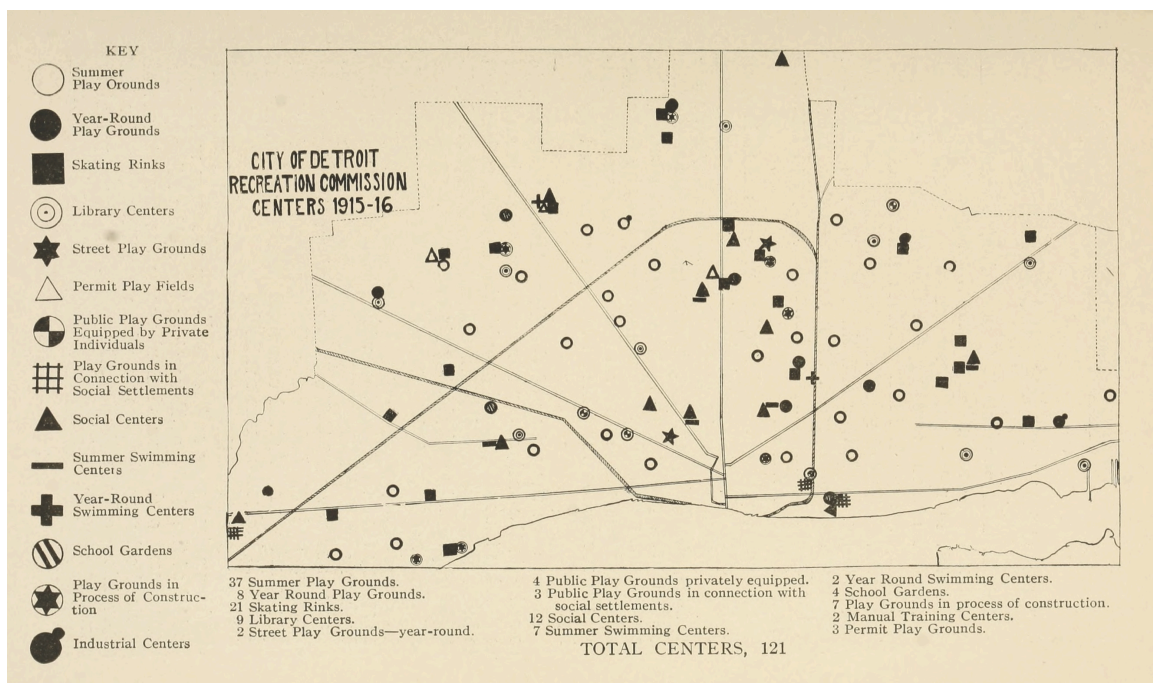 KEY
Summer
Play Orounds
Year-Round
Play Grounds
Skating Rinks
Library Centers
Street Play Grounds
Permit Play Fields
Public Play Grounds
Equipped by Private
Individuals
Play Grounds in
Connection with
Social Settlements
Social Centers
Summer Swimming
Centers
Year-Round
Swimming Centers
School Gardens
Play Grounds in
Process of Construc-
tion
Industrial Centers
CITY OF DETROIT
RECREATION COMMISSION
CENTERS 1915-16
37 Summer Play Grounds.
8 Year Round Play Grounds.
21 Skating Rinks.
9 Library Centers.
2 Street Play Grounds—year-round.
4 Public Play Grounds privately equipped.
3 Public Play Grounds in connection with
social settlements.
12 Social Centers.
7 Summer Swimming Centers.
2 Year Round Swimming Centers.
4 School Gardens.
7 Play Grounds in process of construction.
2 Manual Training Centers.
3 Permit Play Grounds.
TOTAL CENTERS, 121